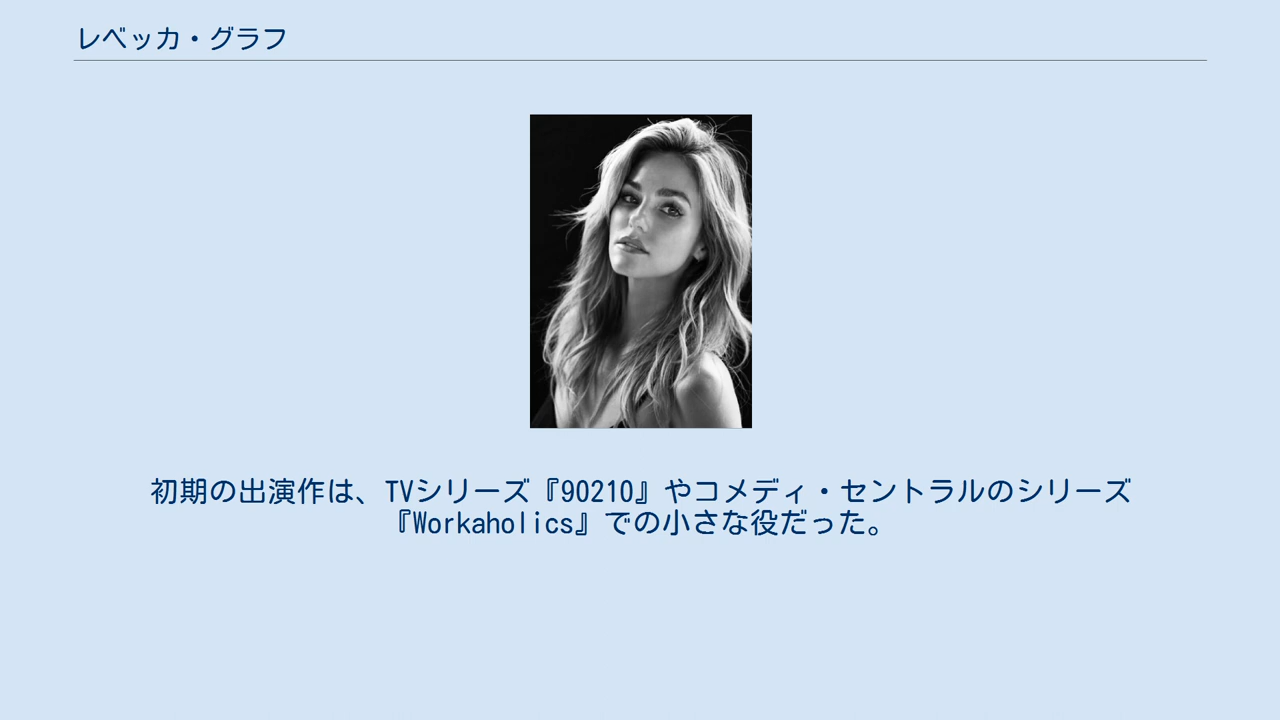 レベッカ・グラフ
初期の出演作は、TVシリーズ『90210』やコメディ・セントラルのシリーズ
『Workaholics』での小さな役だった。